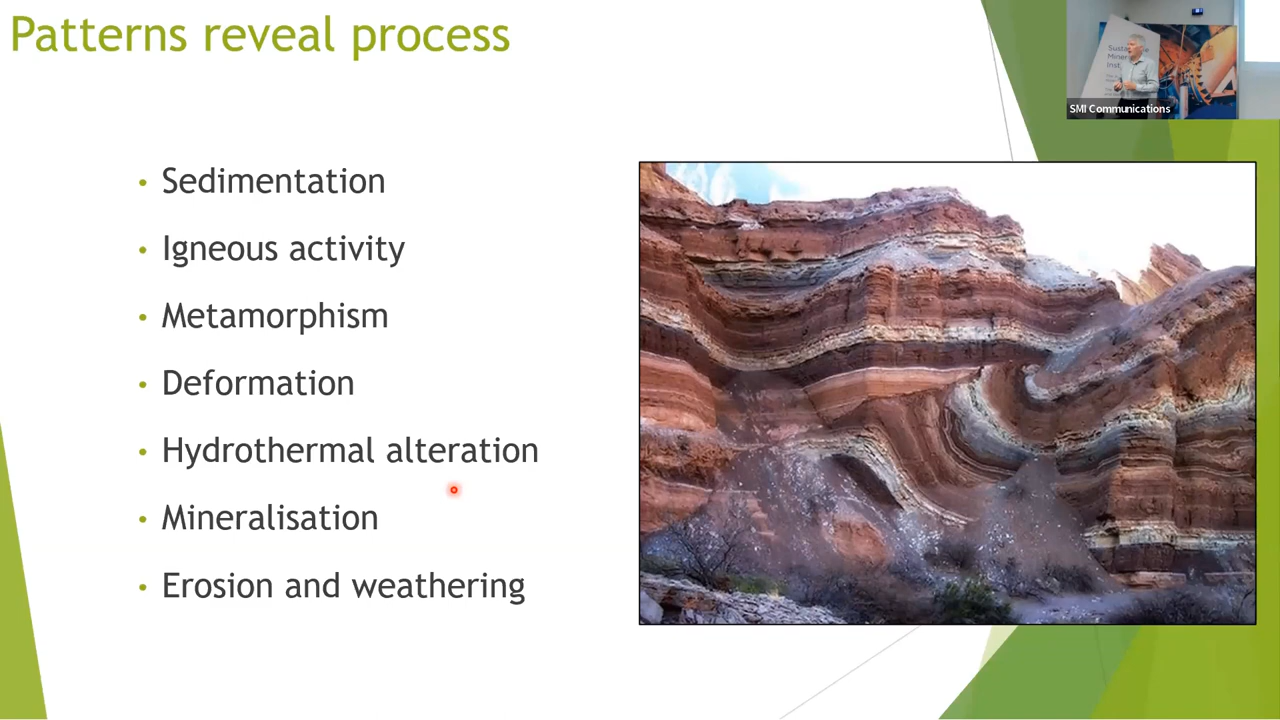 Patterns reveal process
• Sedimentation
• Igneous activity
• Metamorphism
• Deformation
• Hydrothermal alteration
• Mineralisation
• Erosion and weathering
SMI Communications